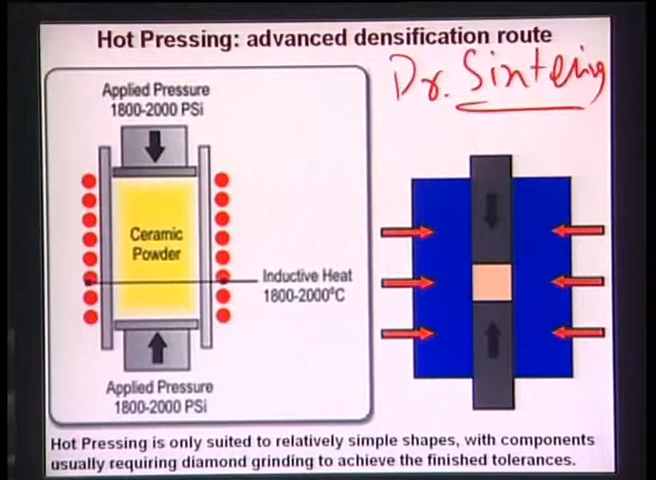 Hot Pressing: advanced densification route
Dr. Sintering
Applied Pressure
1800-2000 PSi
Ceramic
Powder
Inductive Heat
1800-2000°C
Applied Pressure
1800-2000 PSi
Hot Pressing is only suited to relatively simple shapes, with components
usually requiring diamond grinding to achieve the finished tolerances.